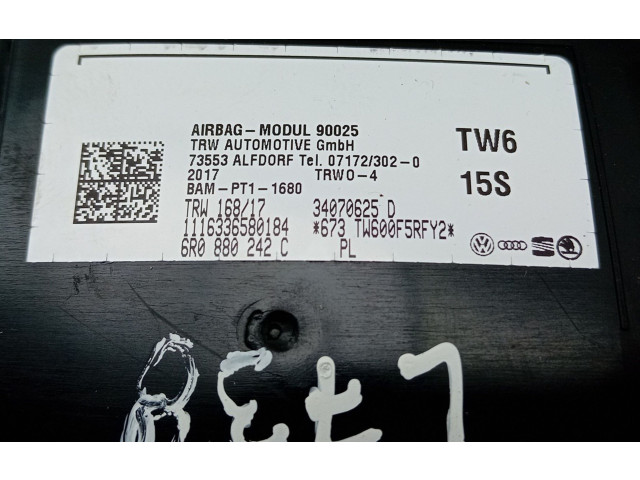 AIRBAG-MODUL 90025
TRW AUTOMOTIVE GmbH
73553 ALFDORF Tel. 07172/302-0
2017 TRWO-4
BAM-PT1-1680
TRW 168/17 34070625 D
1116336580184 *673 TW600F5RFY2*
6R0 880 242 C PL
TW6
15S